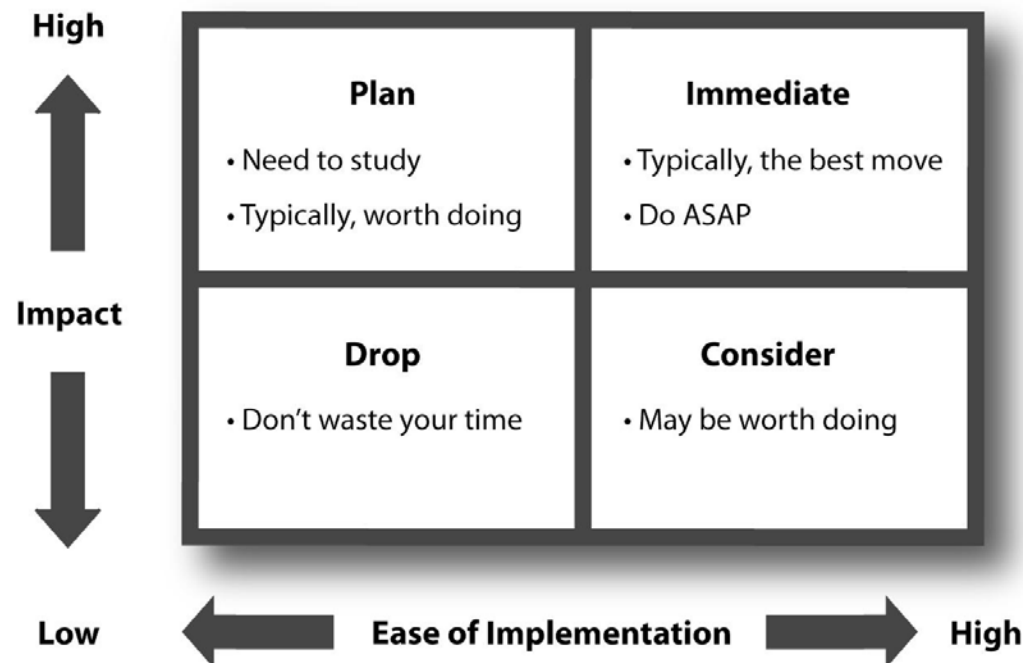 High
Plan
• Need to study
• Typically, worth doing
Immediate
• Typically, the best move
• Do ASAP
Impact
Drop
• Don’t waste your time
Consider
• May be worth doing
Low
Ease of Implementation
High